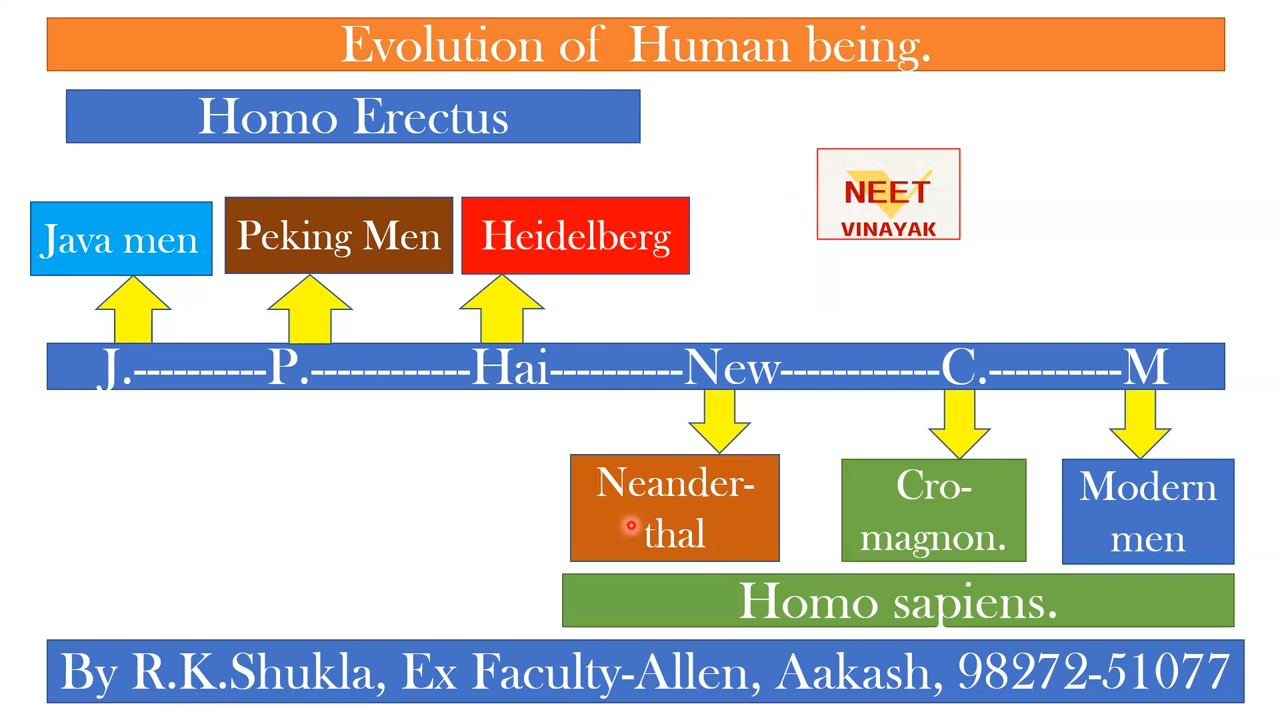 Evolution of Human being.
Homo Erectus
NEET
VINAYAK
Java men
Peking Men
Heidelberg
J.----------P.------------Hai----------New------------C.----------M
Neander-
thal
Cro-
magnon.
Modern
men
Homo sapiens.
By R.K.Shukla, Ex Faculty-Allen, Aakash, 98272-51077